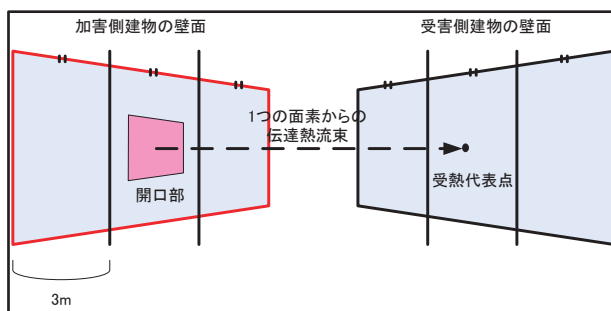 加害側建物の壁面
受害側建物の壁面
1つの面素からの
伝達熱流束
開口部
受熱代表点
3m